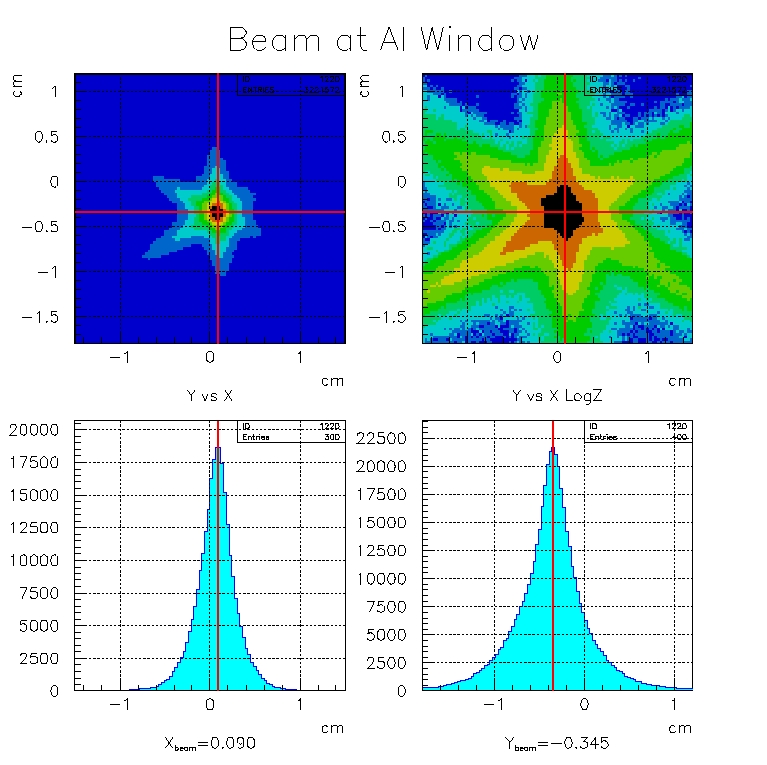 Beam at Al Window
cm
ID 1220
ENTRIES
1
0.5
0
−0.5
−1
−1.5
−1 0 1
cm
Y vs X
cm
ID 1220
ENTRIES
1
0.5
0
−0.5
−1
−1.5
−1 0 1
cm
Y vs X LogZ
ID 1220
Entries 300
20000
17500
15000
12500
10000
7500
5000
2500
0
−1 0 1
cm
Xbeam=0.090
ID 1220
Entries 400
22500
20000
17500
15000
12500
10000
7500
5000
2500
0
−1 0 1
cm
Ybeam=−0.345